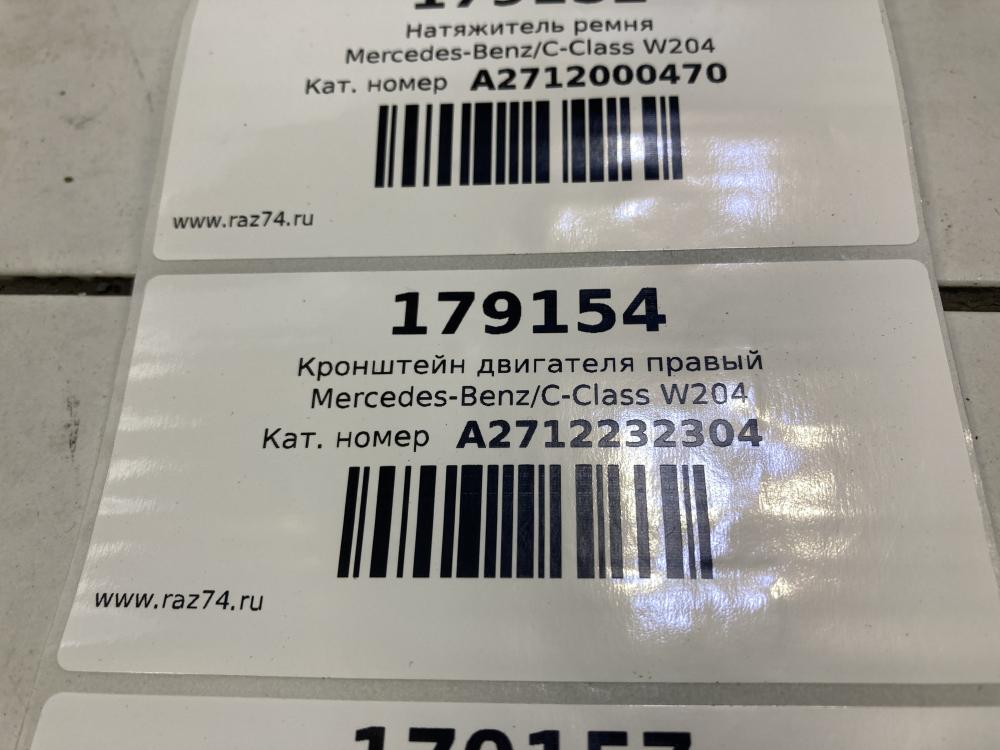 Натяжитель ремня
Mercedes-Benz/C-Class W204
Кат. номер A2712000470
www.raz74.ru
179154
Кронштейн двигателя правый
Mercedes-Benz/C-Class W204
Кат. номер A2712232304
www.raz74.ru